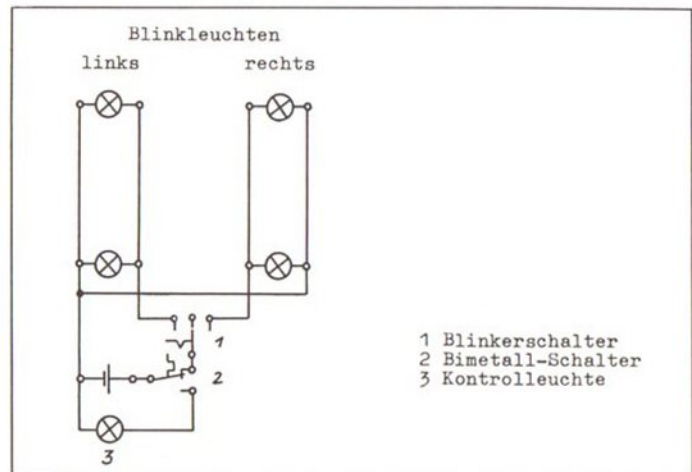 Blinkleuchten
links rechts
1
2
3
1 Blinkerschalter
2 Bimetall-Schalter
3 Kontrolleuchte